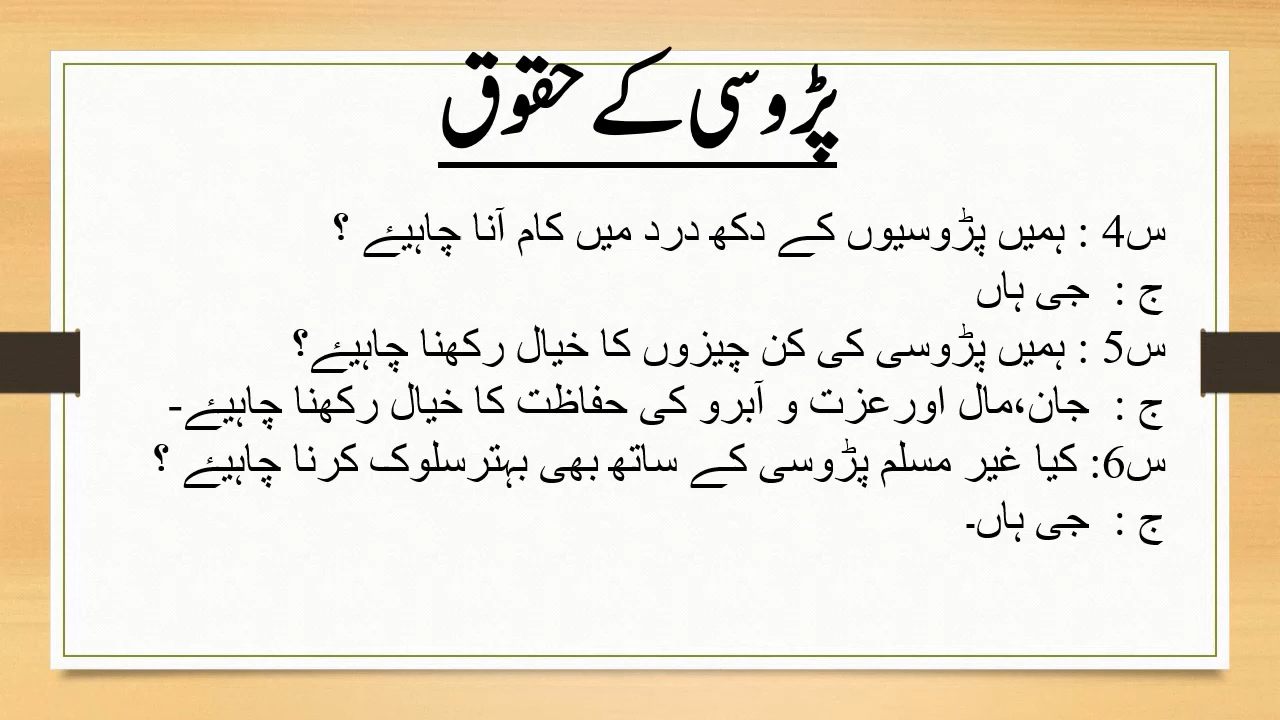 پڑوسی کے حقوق
س4 : ہمیں پڑوسیوں کے دکھ درد میں کام آنا چاہیئے ؟
ج : جی ہاں
س5 : ہمیں پڑوسی کی کن چیزوں کا خیال رکھنا چاہیئے؟
ج : جان،مال اورعزت و آبرو کی حفاظت کا خیال رکھنا چاہیئے-
س6: کیا غیر مسلم پڑوسی کے ساتھ بھی بہترسلوک کرنا چاہیئے ؟
ج : جی ہاں۔